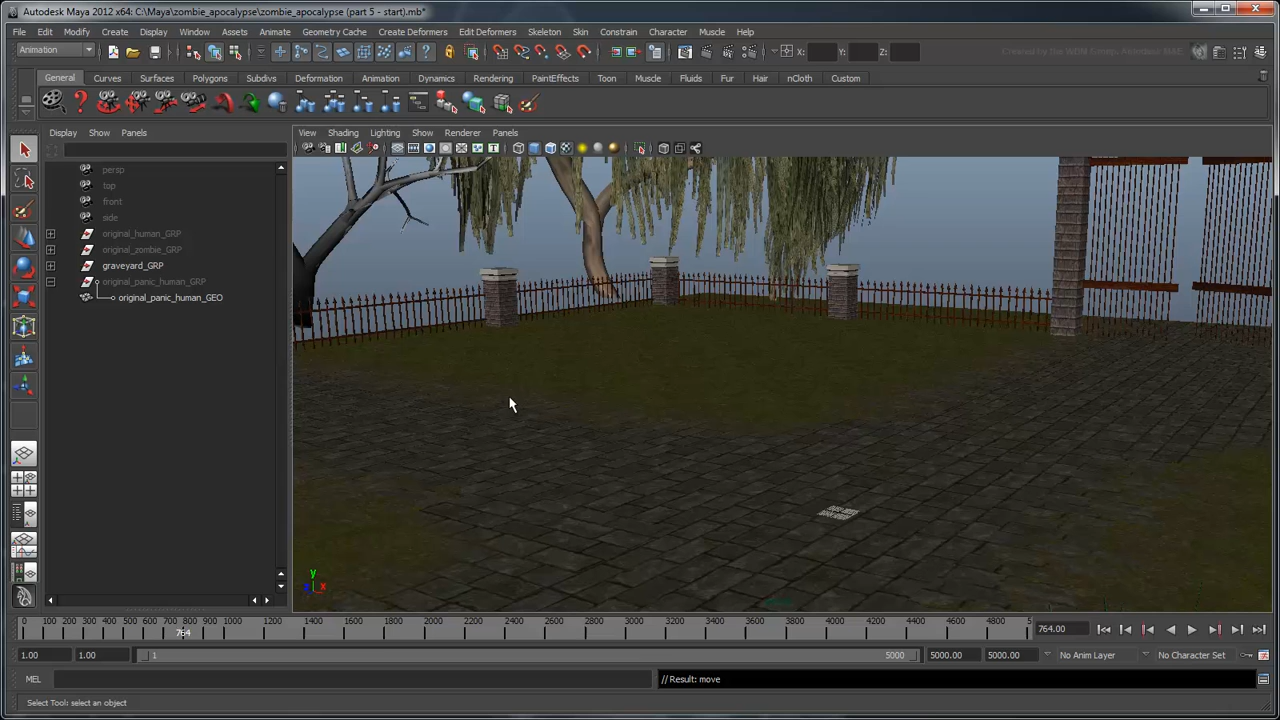 Autodesk Maya 2012 x64: C:\Maya\zombie_apocalypse\zombie_apocalypse (part 5 - start).mb*
File Edit Modify Create Display Window Assets Animate Geometry Cache Create Deformers Edit Deformers Skeleton Skin Constrain Character Muscle Help
Animation X: Y: Z:
General Curves Surfaces Polygons Subdivs Deformation Animation Dynamics Rendering PaintEffects Toon Muscle Fluids Fur Hair nCloth Custom
Display Show Panels
View Shading Lighting Show Renderer Panels
persp
top
front
side
original_human_GRP
original_zombie_GRP
graveyard_GRP
original_panic_human_GRP
original_panic_human_GEO
y
x
0 100 200 300 400 500 600 700 800 900 1000 1200 1400 1600 1800 2000 2200 2400 2600 2800 3000 3200 3400 3600 3800 4000 4200 4400 4600 4800 5
764
764.00
1.00 1.00 1 5000 5000.00 5000.00 No Anim Layer No Character Set
MEL // Result: move
Select Tool: select an object